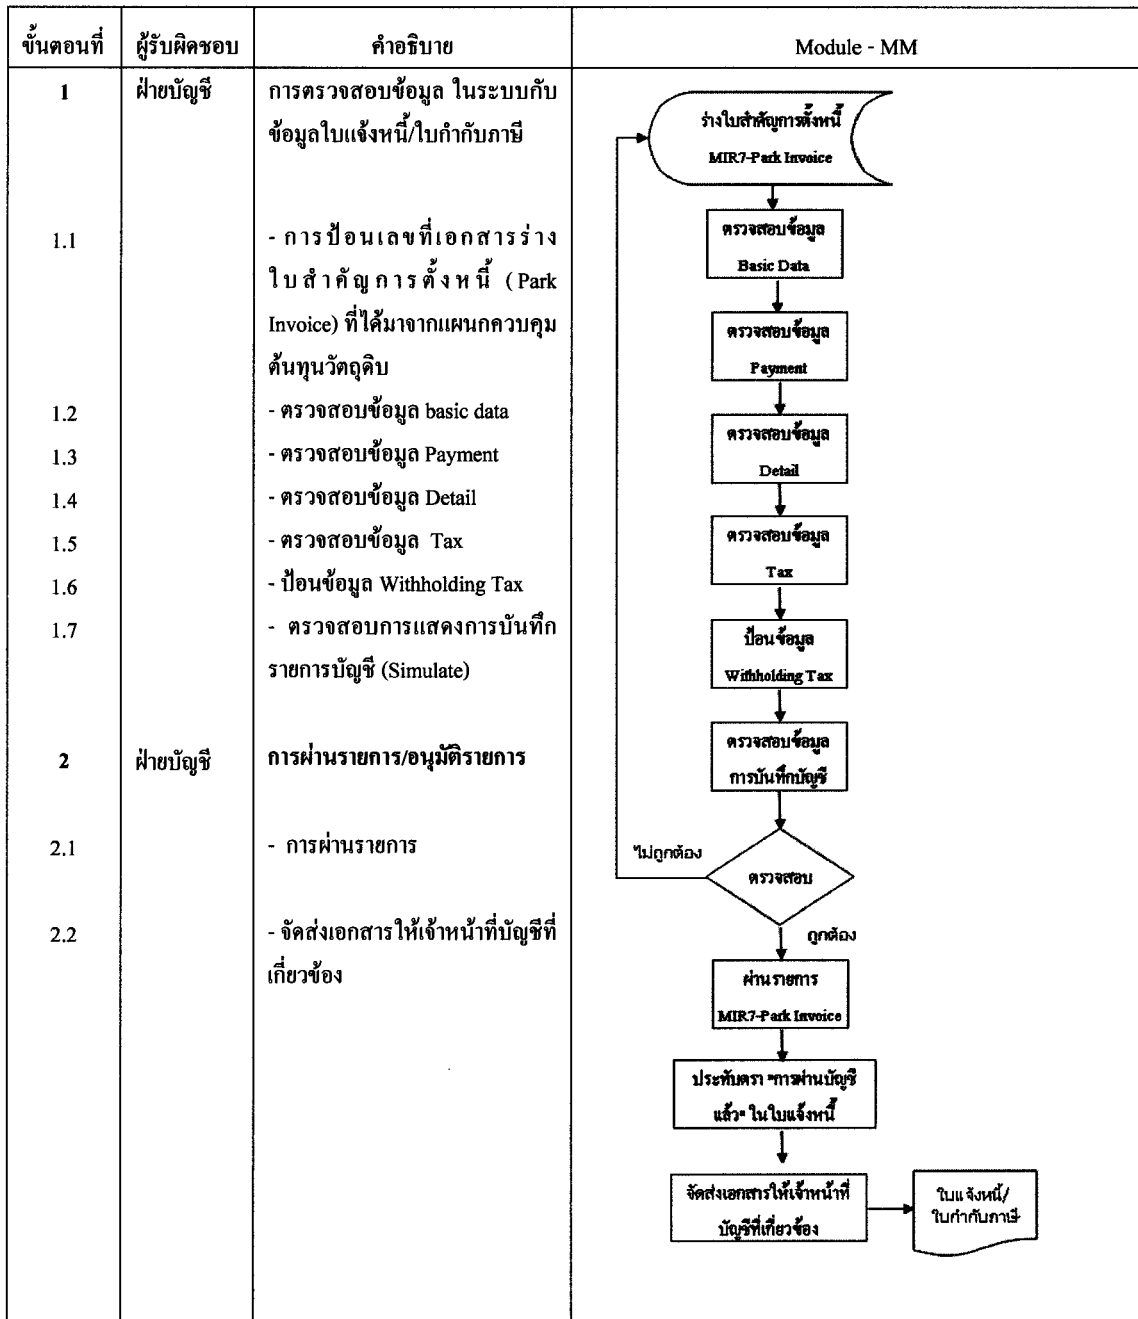 ขั้นตอนที่ ผู้รับผิดชอบ คำอธิบาย Module - MM
1 ฝ่ายบัญชี การตรวจสอบข้อมูล ในระบบกับ
ข้อมูลใบแจ้งหนี้/ใบกำกับภาษี
1.1 - การป้อนเลขที่เอกสารร่าง
ใบสำคัญการตั้งหนี้ (Park
Invoice) ที่ได้มาจากแผนกควบคุม
ต้นทุนวัตถุดิบ
1.2 - ตรวจสอบข้อมูล basic data
1.3 - ตรวจสอบข้อมูล Payment
1.4 - ตรวจสอบข้อมูล Detail
1.5 - ตรวจสอบข้อมูล Tax
1.6 - ป้อนข้อมูล Withholding Tax
1.7 - ตรวจสอบการแสดงการบันทึก
รายการบัญชี (Simulate)
2 ฝ่ายบัญชี การผ่านรายการ/อนุมัติรายการ
2.1 - การผ่านรายการ
2.2 - จัดส่งเอกสารให้เจ้าหน้าที่บัญชีที่
เกี่ยวข้อง
ร่างใบสำคัญการตั้งหนี้
MIR7-Park Invoice
ตรวจสอบข้อมูล
Basic Data
ตรวจสอบข้อมูล
Payment
ตรวจสอบข้อมูล
Detail
ตรวจสอบข้อมูล
Tax
ป้อนข้อมูล
Withholding Tax
ตรวจสอบข้อมูล
การบันทึกบัญชี
ไม่ถูกต้อง
ตรวจสอบ
ถูกต้อง
ผ่านรายการ
MIR7-Park Invoice
ประทับตรา "การผ่านบัญชี
แล้ว" ในใบแจ้งหนี้
จัดส่งเอกสารให้เจ้าหน้าที่
บัญชีที่เกี่ยวข้อง
ใบแจ้งหนี้/
ใบกำกับภาษี